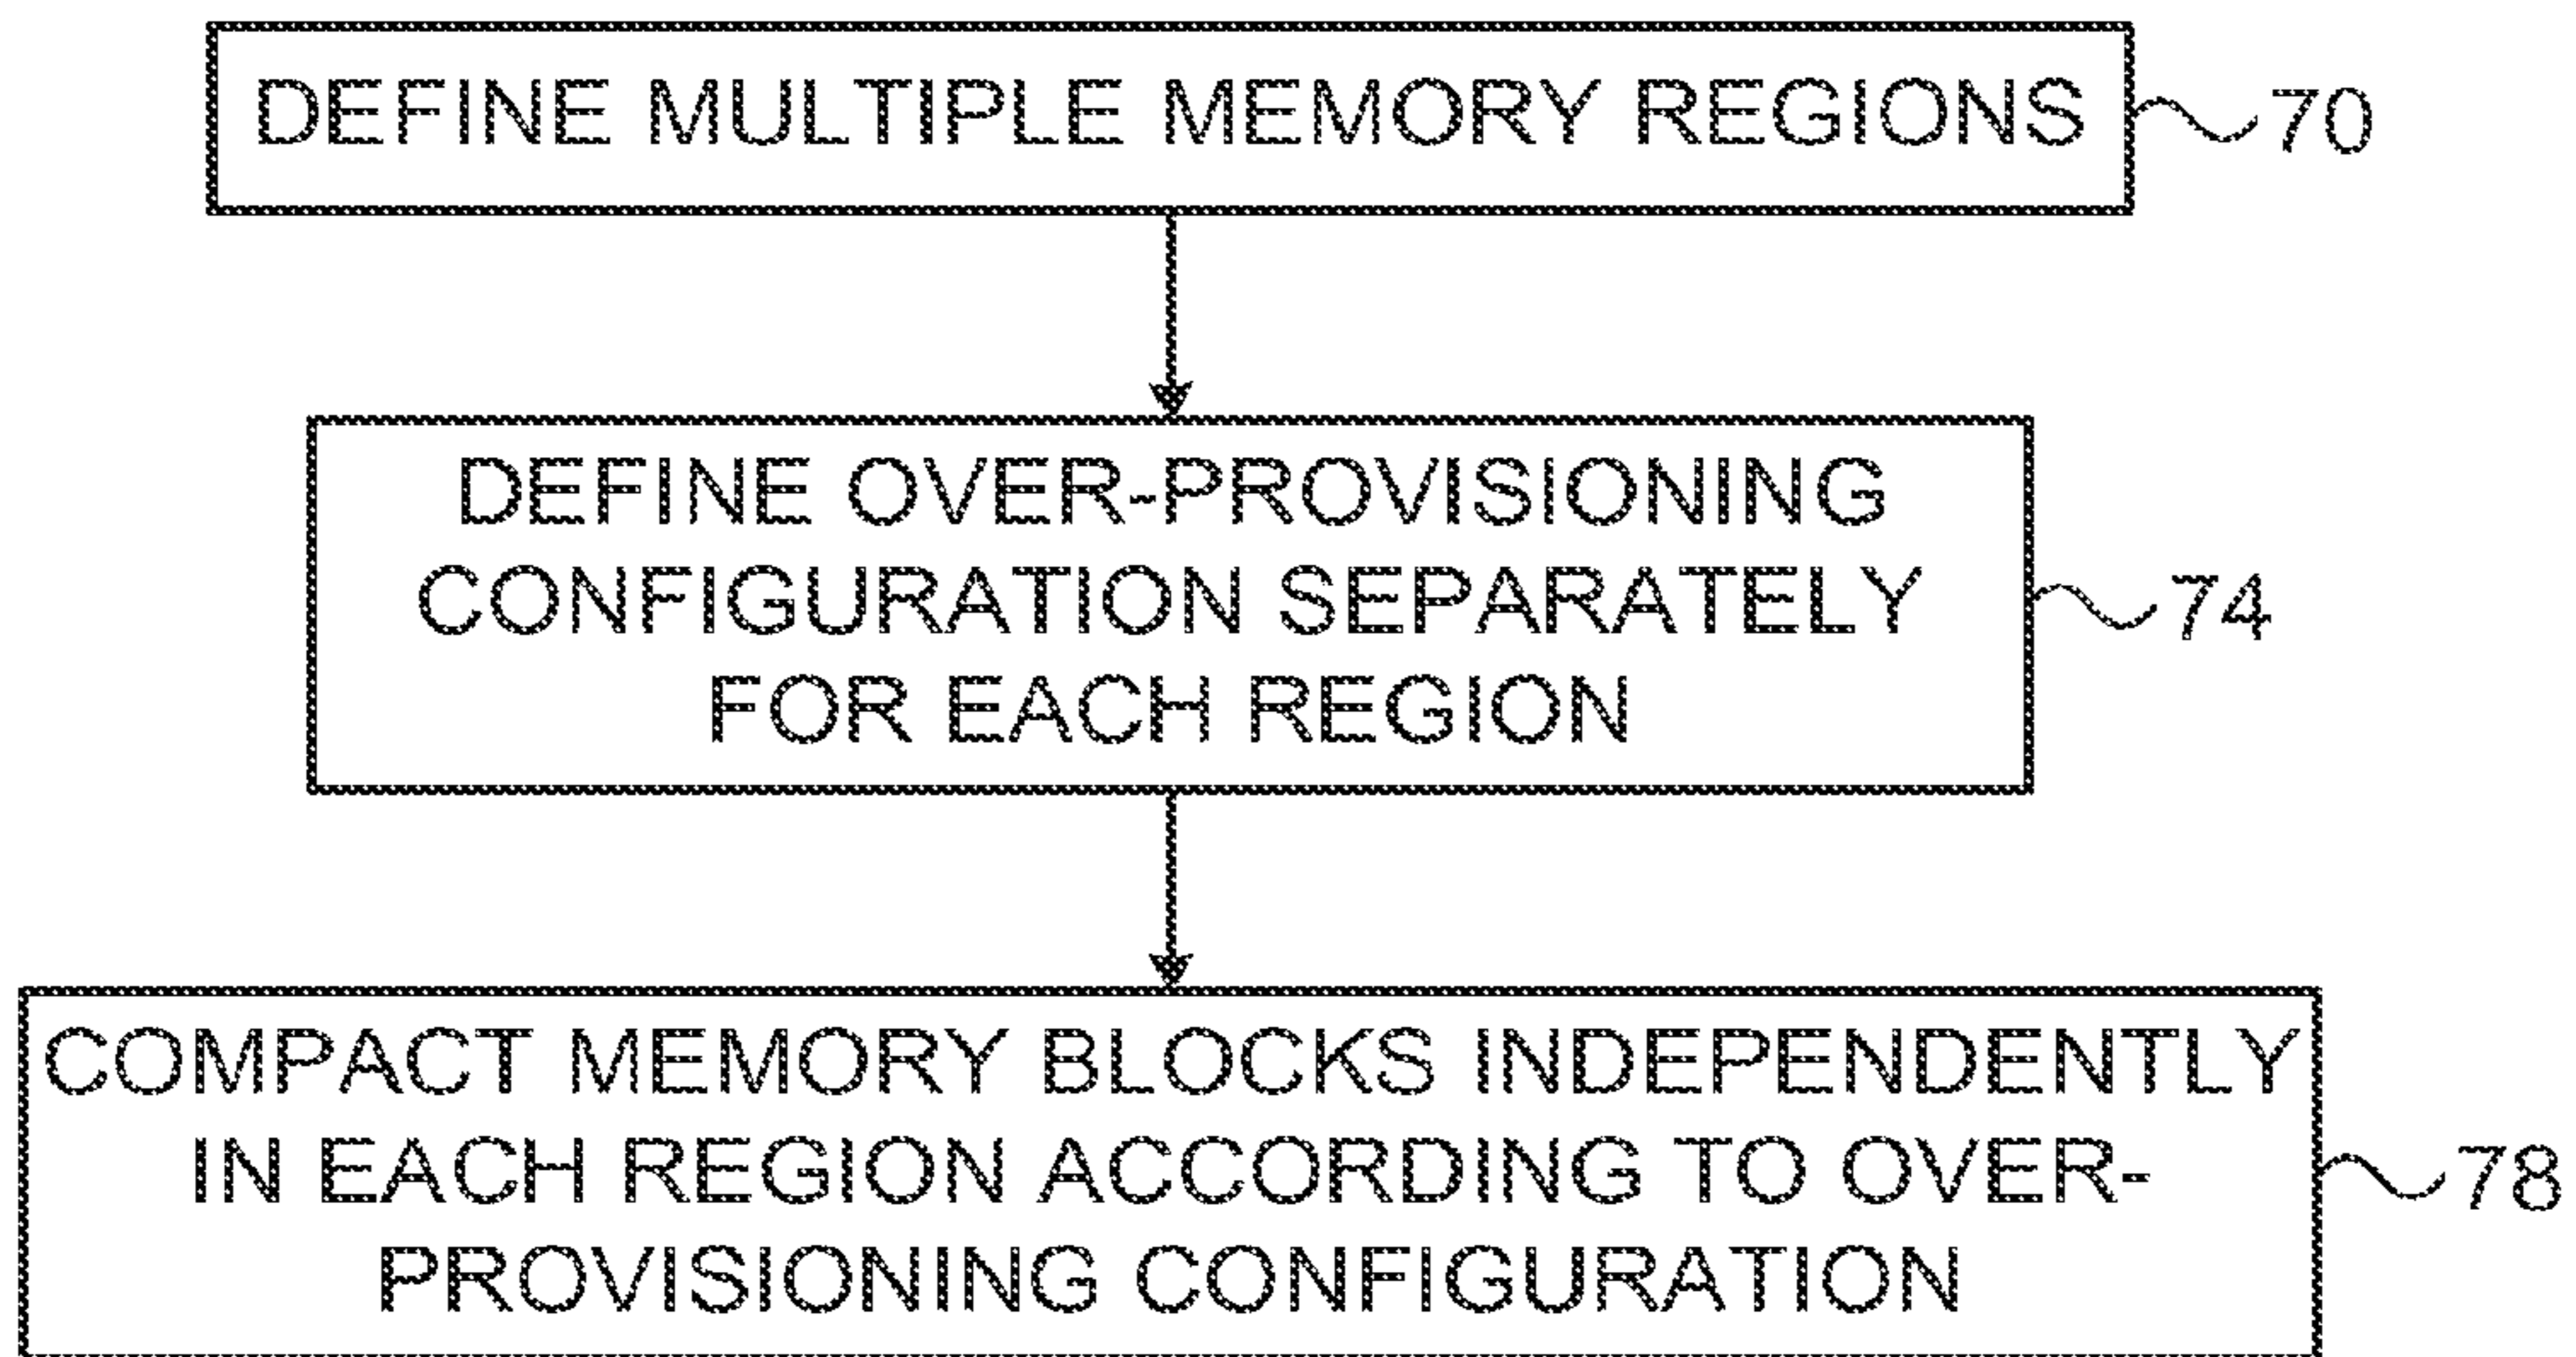 DEFINE MULTIPLE MEMORY REGIONS
70
DEFINE OVER-PROVISIONING
CONFIGURATION SEPARATELY
FOR EACH REGION
74
COMPACT MEMORY BLOCKS INDEPENDENTLY
IN EACH REGION ACCORDING TO OVER-
PROVISIONING CONFIGURATION
78